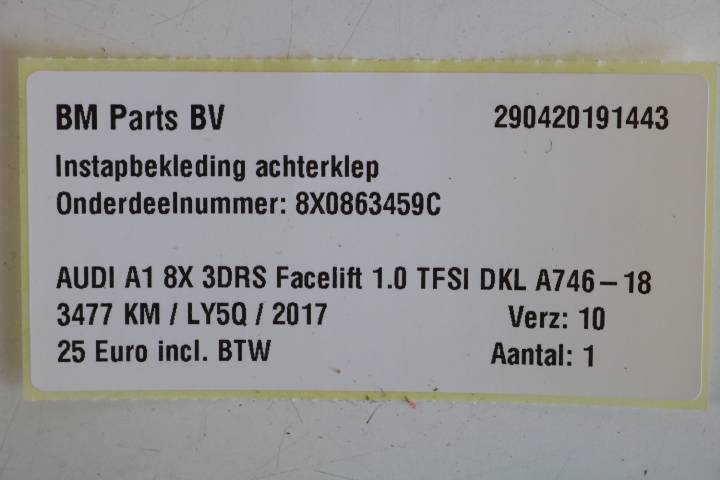 BM Parts BV 290420191443
Instapbekleding achterklep
Onderdeelnummer: 8X0863459C
AUDI A1 8X 3DRS Facelift 1.0 TFSI DKL A746-18
3477 KM / LY5Q / 2017 Verz: 10
25 Euro incl. BTW Aantal: 1